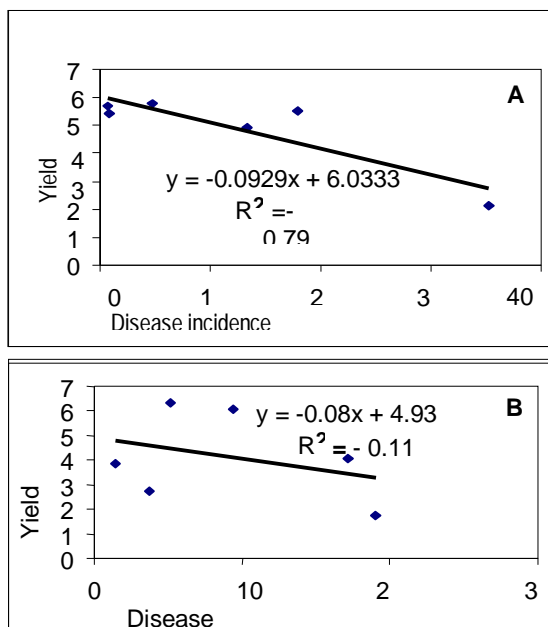 7
A
6
5
4
3
2
1
0
Yield
y = -0.0929x + 6.0333
R² =-
0.79
0 1 2 3 40
Disease incidence
7
B
6
5
4
3
2
1
0
Yield
y = -0.08x + 4.93
R² = - 0.11
0 10 2 3
Disease